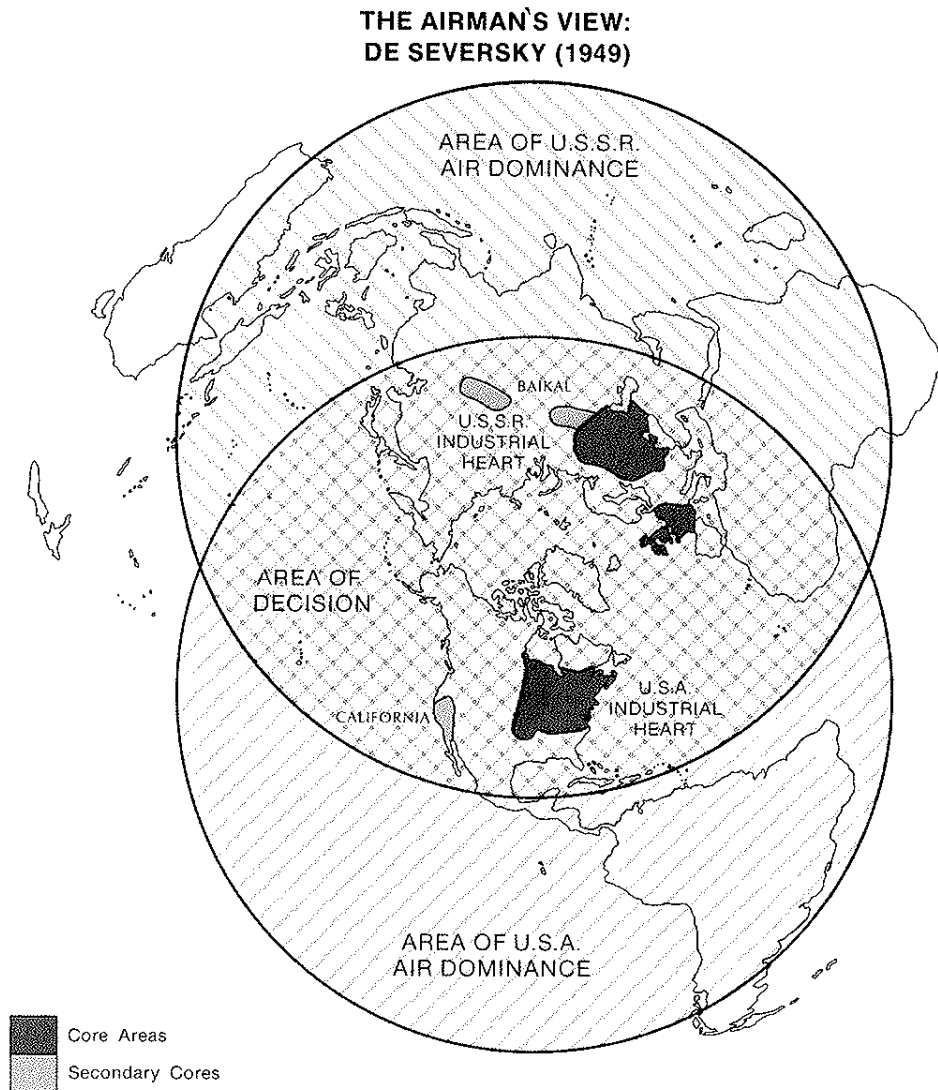 THE AIRMAN'S VIEW:
DE SEVERSKY (1949)
AREA OF U.S.S.R.
AIR DOMINANCE
BAIKAL
U.S.S.R.
INDUSTRIAL
HEART
AREA OF
DECISION
U.S.A.
INDUSTRIAL
HEART
CALIFORNIA
AREA OF U.S.A.
AIR DOMINANCE
Core Areas
Secondary Cores